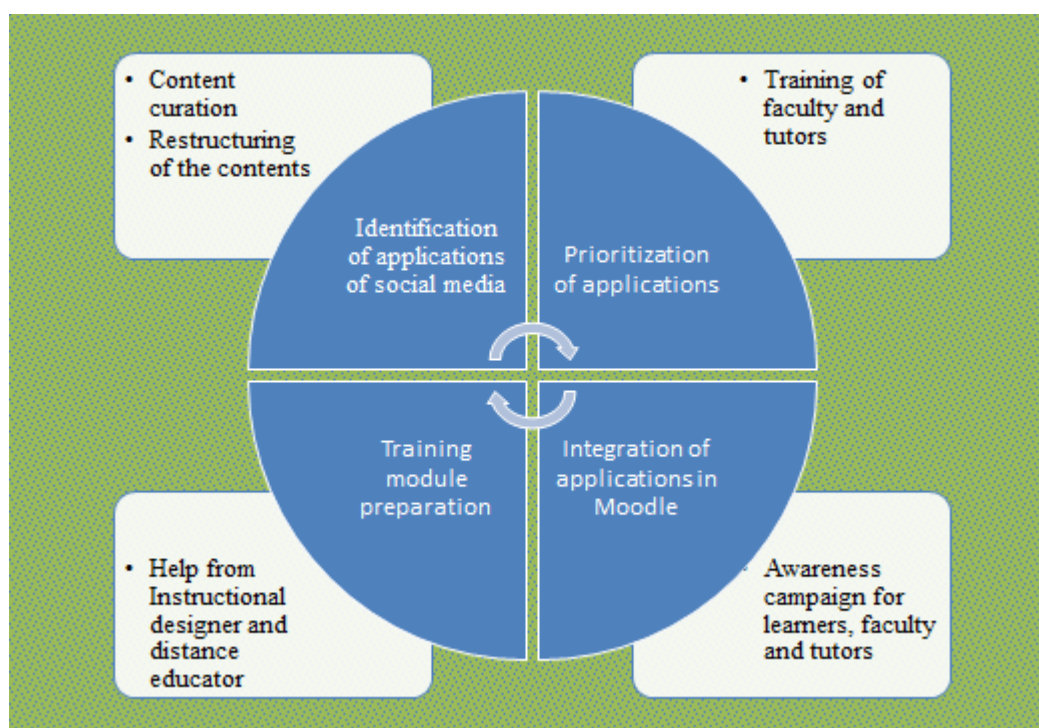 • Content
curation
• Restructuring
of the contents
• Training of
faculty and
tutors
Identification
of applications
of social media
Prioritization
of applications
Training
module
preparation
Integration of
applications in
Moodle
• Help from
Instructional
designer and
distance
educator
• Awareness
campaign for
learners, faculty
and tutors